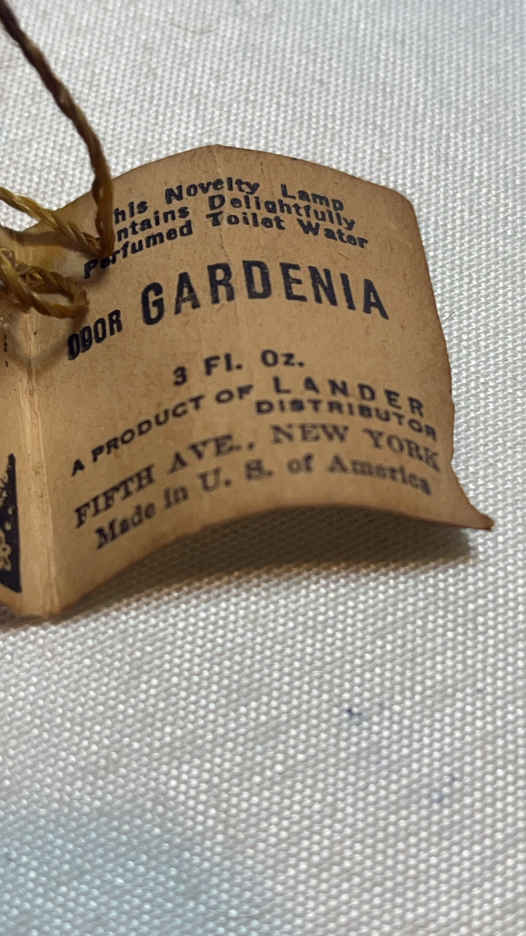 his Novelty Lamp
ntains Delightfully
Perfumed Toilet Water
ODOR GARDENIA
3 Fl. Oz.
A PRODUCT OF LANDER
DISTRIBUTOR
FIFTH AVE., NEW YORK
Made in U. S. of America